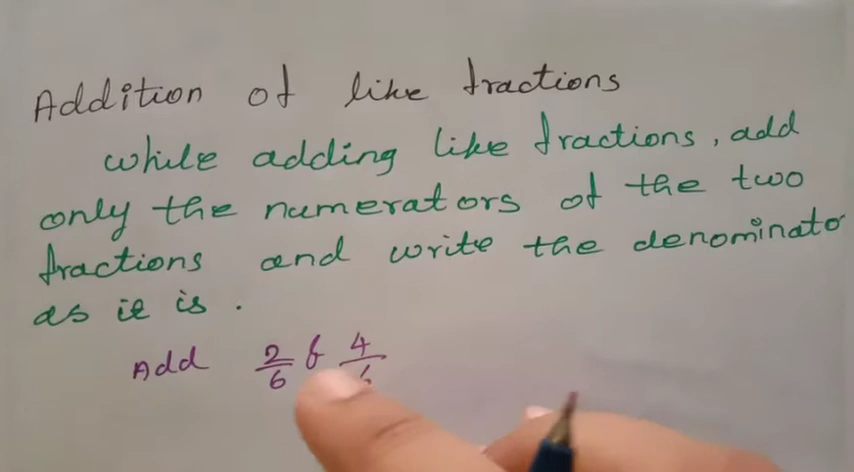 Addition of like fractions
while adding like fractions, add
only the numerators of the two
fractions and write the denominato
as it is.
Add 2/6 & 4/6